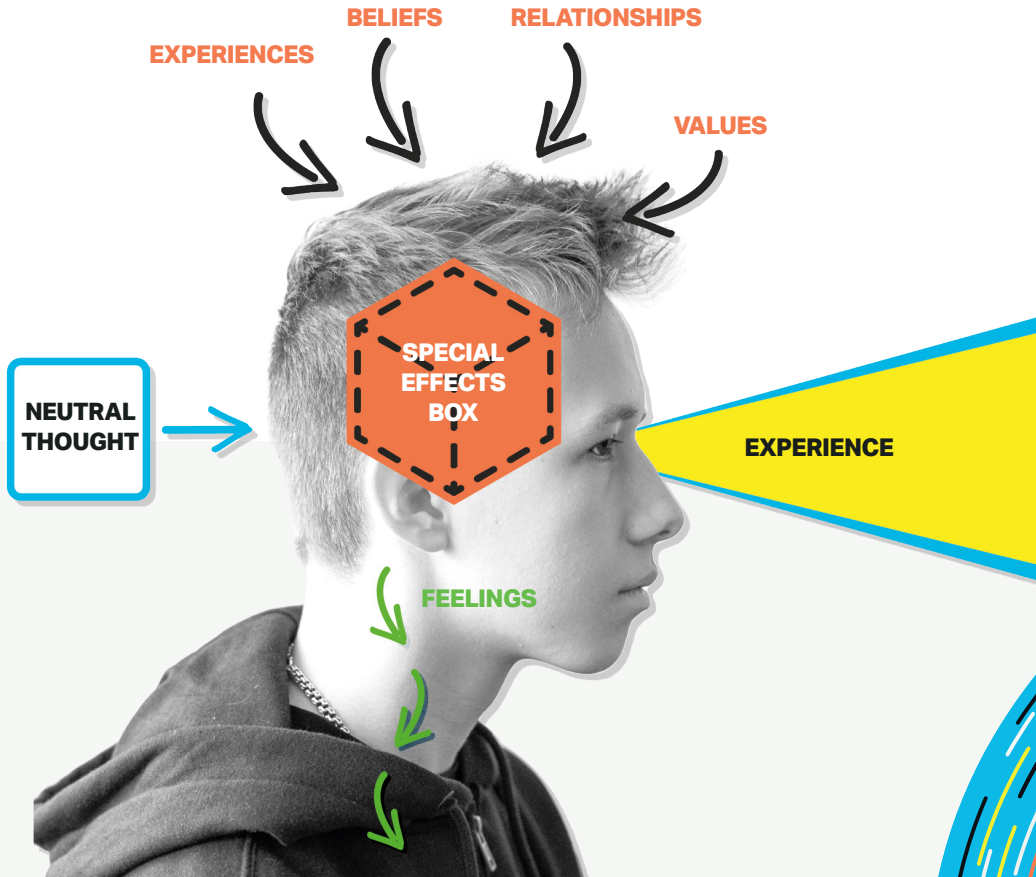 BELIEFS
RELATIONSHIPS
EXPERIENCES
VALUES
SPECIAL
EFFECTS
BOX
NEUTRAL
THOUGHT
EXPERIENCE
FEELINGS